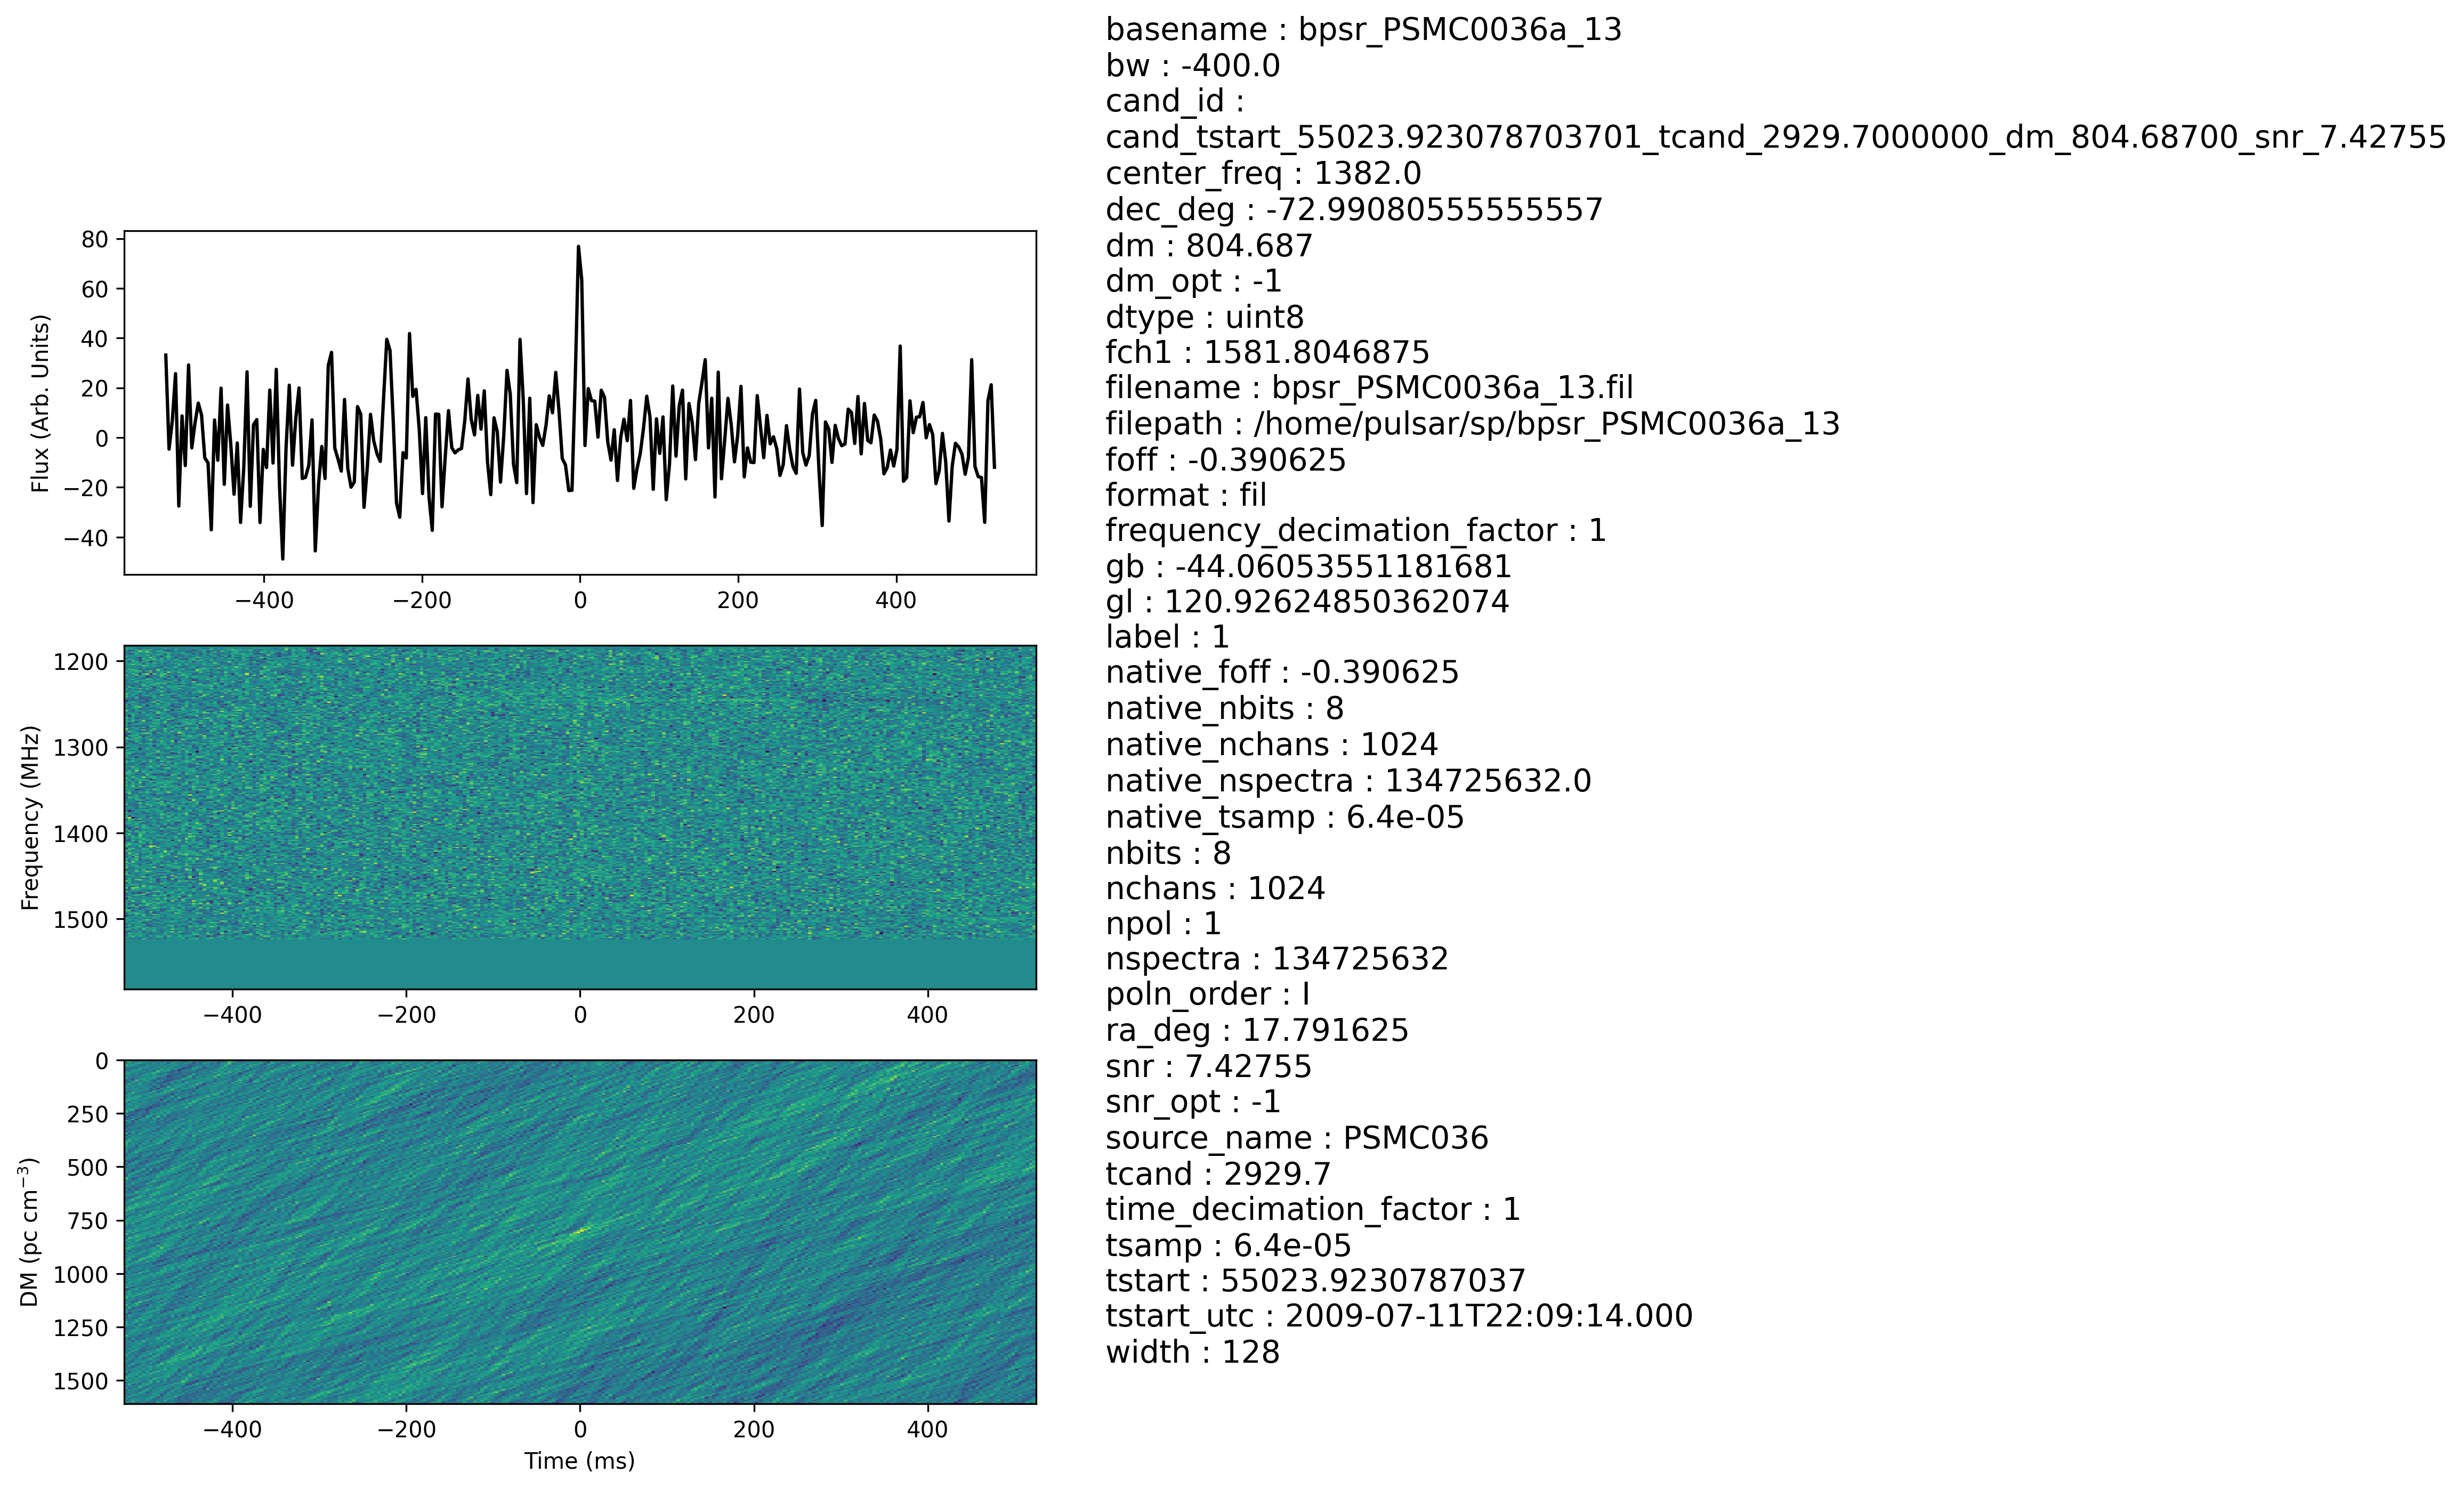 basename : bpsr_PSMC0036a_13
bw : -400.0
cand_id :
cand_tstart_55023.923078703701_tcand_2929.7000000_dm_804.68700_snr_7.42755
center_freq : 1382.0
dec_deg : -72.99080555555557
dm : 804.687
dm_opt : -1
dtype : uint8
fch1 : 1581.8046875
filename : bpsr_PSMC0036a_13.fil
filepath : /home/pulsar/sp/bpsr_PSMC0036a_13
foff : -0.390625
format : fil
frequency_decimation_factor : 1
gb : -44.06053551181681
gl : 120.92624850362074
label : 1
native_foff : -0.390625
native_nbits : 8
native_nchans : 1024
native_nspectra : 134725632.0
native_tsamp : 6.4e-05
nbits : 8
nchans : 1024
npol : 1
nspectra : 134725632
poln_order : I
ra_deg : 17.791625
snr : 7.42755
snr_opt : -1
source_name : PSMC036
tcand : 2929.7
time_decimation_factor : 1
tsamp : 6.4e-05
tstart : 55023.9230787037
tstart_utc : 2009-07-11T22:09:14.000
width : 128
Flux (Arb. Units)
80
60
40
20
0
−20
−40
−400 −200 0 200 400
Frequency (MHz)
1200
1300
1400
1500
−400 −200 0 200 400
DM (pc cm⁻³)
0
250
500
750
1000
1250
1500
−400 −200 0 200 400
Time (ms)